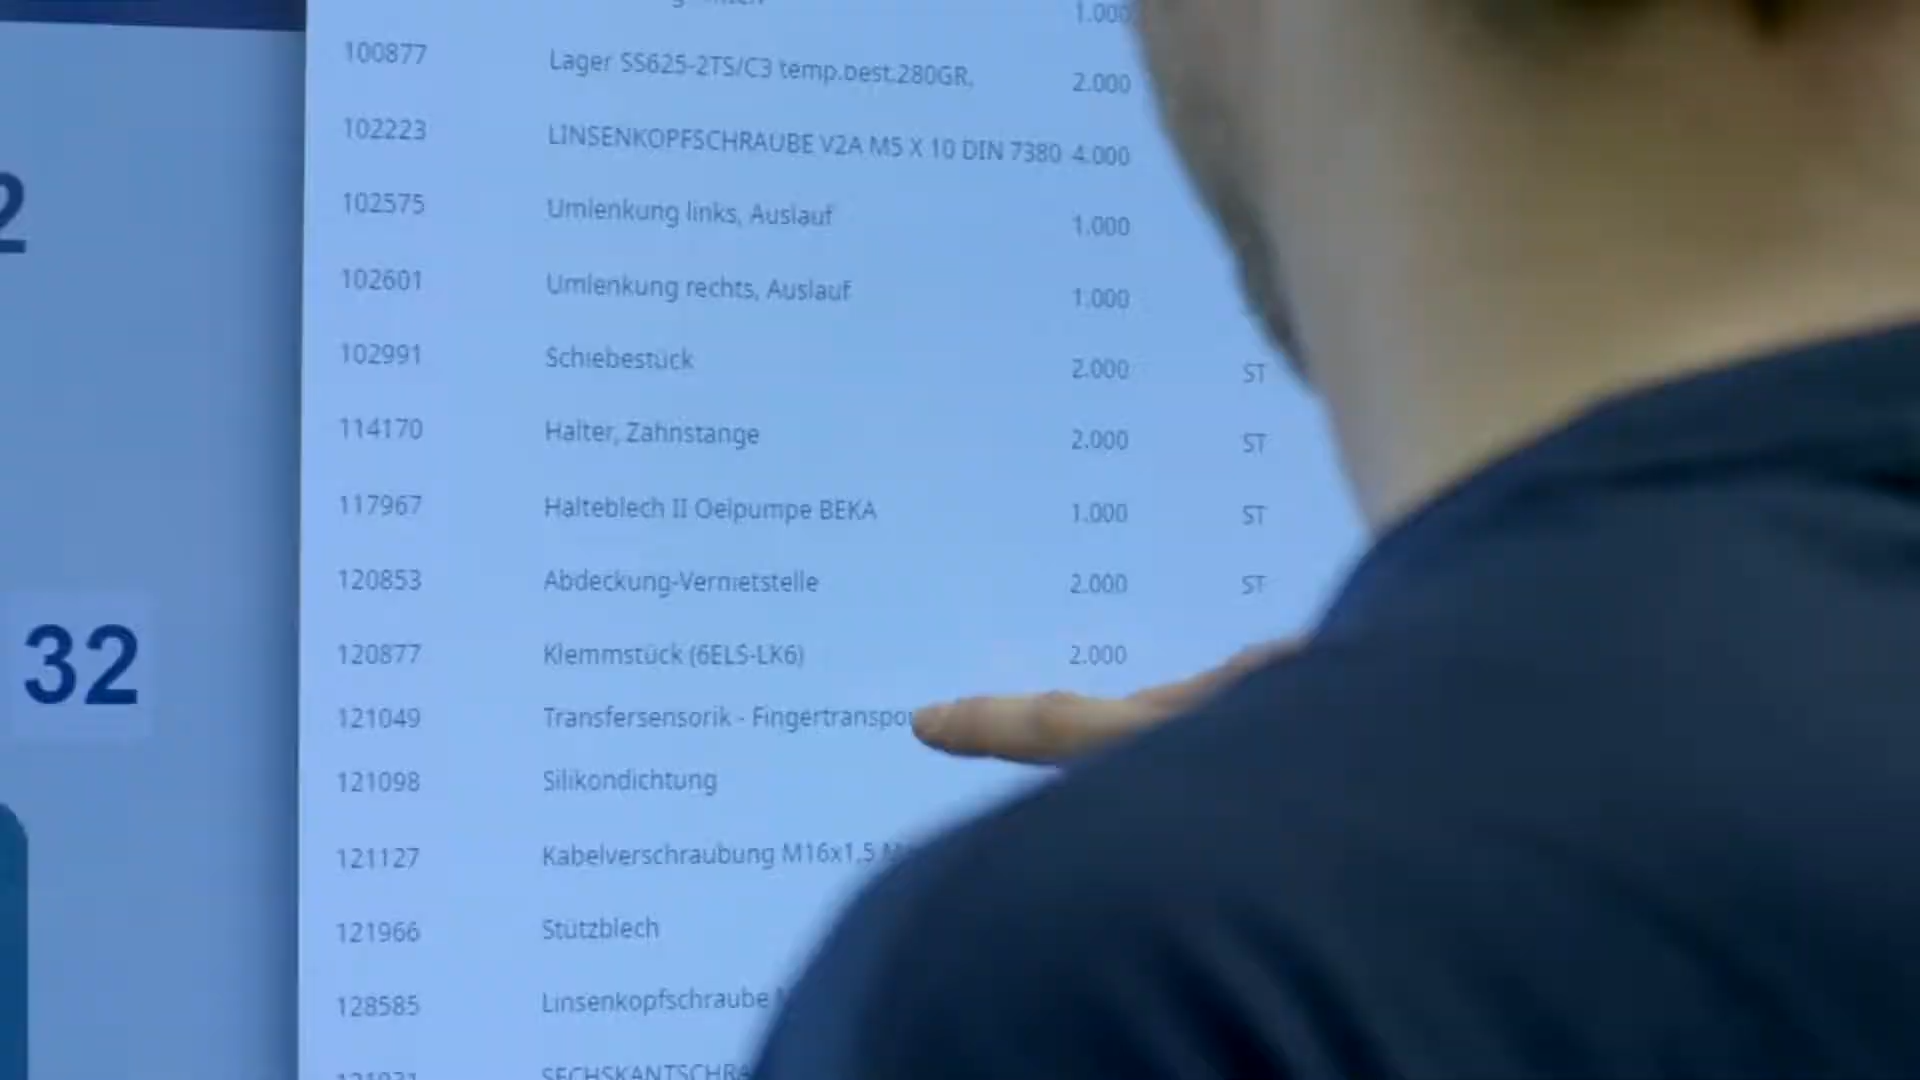 1.000
100877 Lager SS625-2TS/C3 temp.best.280GR. 2.000
102223 LINSENKOPFSCHRAUBE V2A M5 X 10 DIN 7380 4.000
2
102575 Umlenkung links, Auslauf 1.000
102601 Umlenkung rechts, Auslauf 1.000
102991 Schiebestück 2.000 ST
114170 Halter, Zahnstange 2.000 ST
117967 Halteblech II Oelpumpe BEKA 1.000 ST
120853 Abdeckung-Vernietstelle 2.000 ST
32
120877 Klemmstück (6ELS-LK6) 2.000
121049 Transfersensorik - Fingertranspor
121098 Silikondichtung
121127 Kabelverschraubung M16x1,5
121966 Stützblech
128585 Linsenkopfschraube
SECHSKANTSCHRA